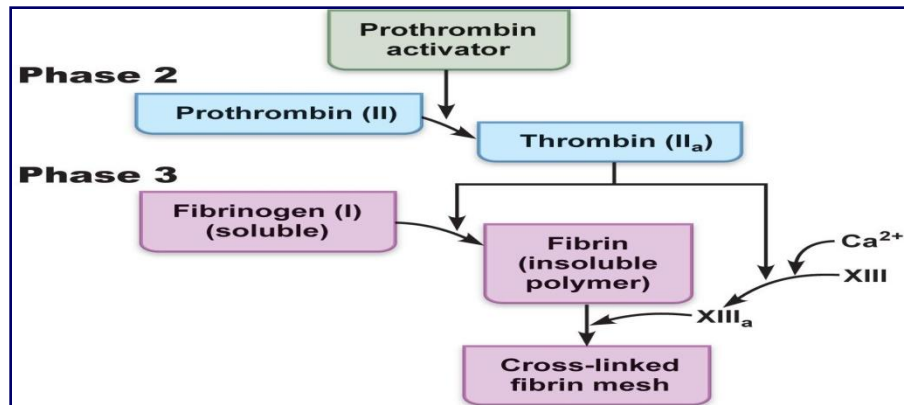 Prothrombin
activator
Phase 2
Prothrombin (II)
Thrombin (IIₐ)
Phase 3
Fibrinogen (I)
(soluble)
Fibrin
(insoluble
polymer)
Ca²⁺
XIII
XIIIₐ
Cross-linked
fibrin mesh